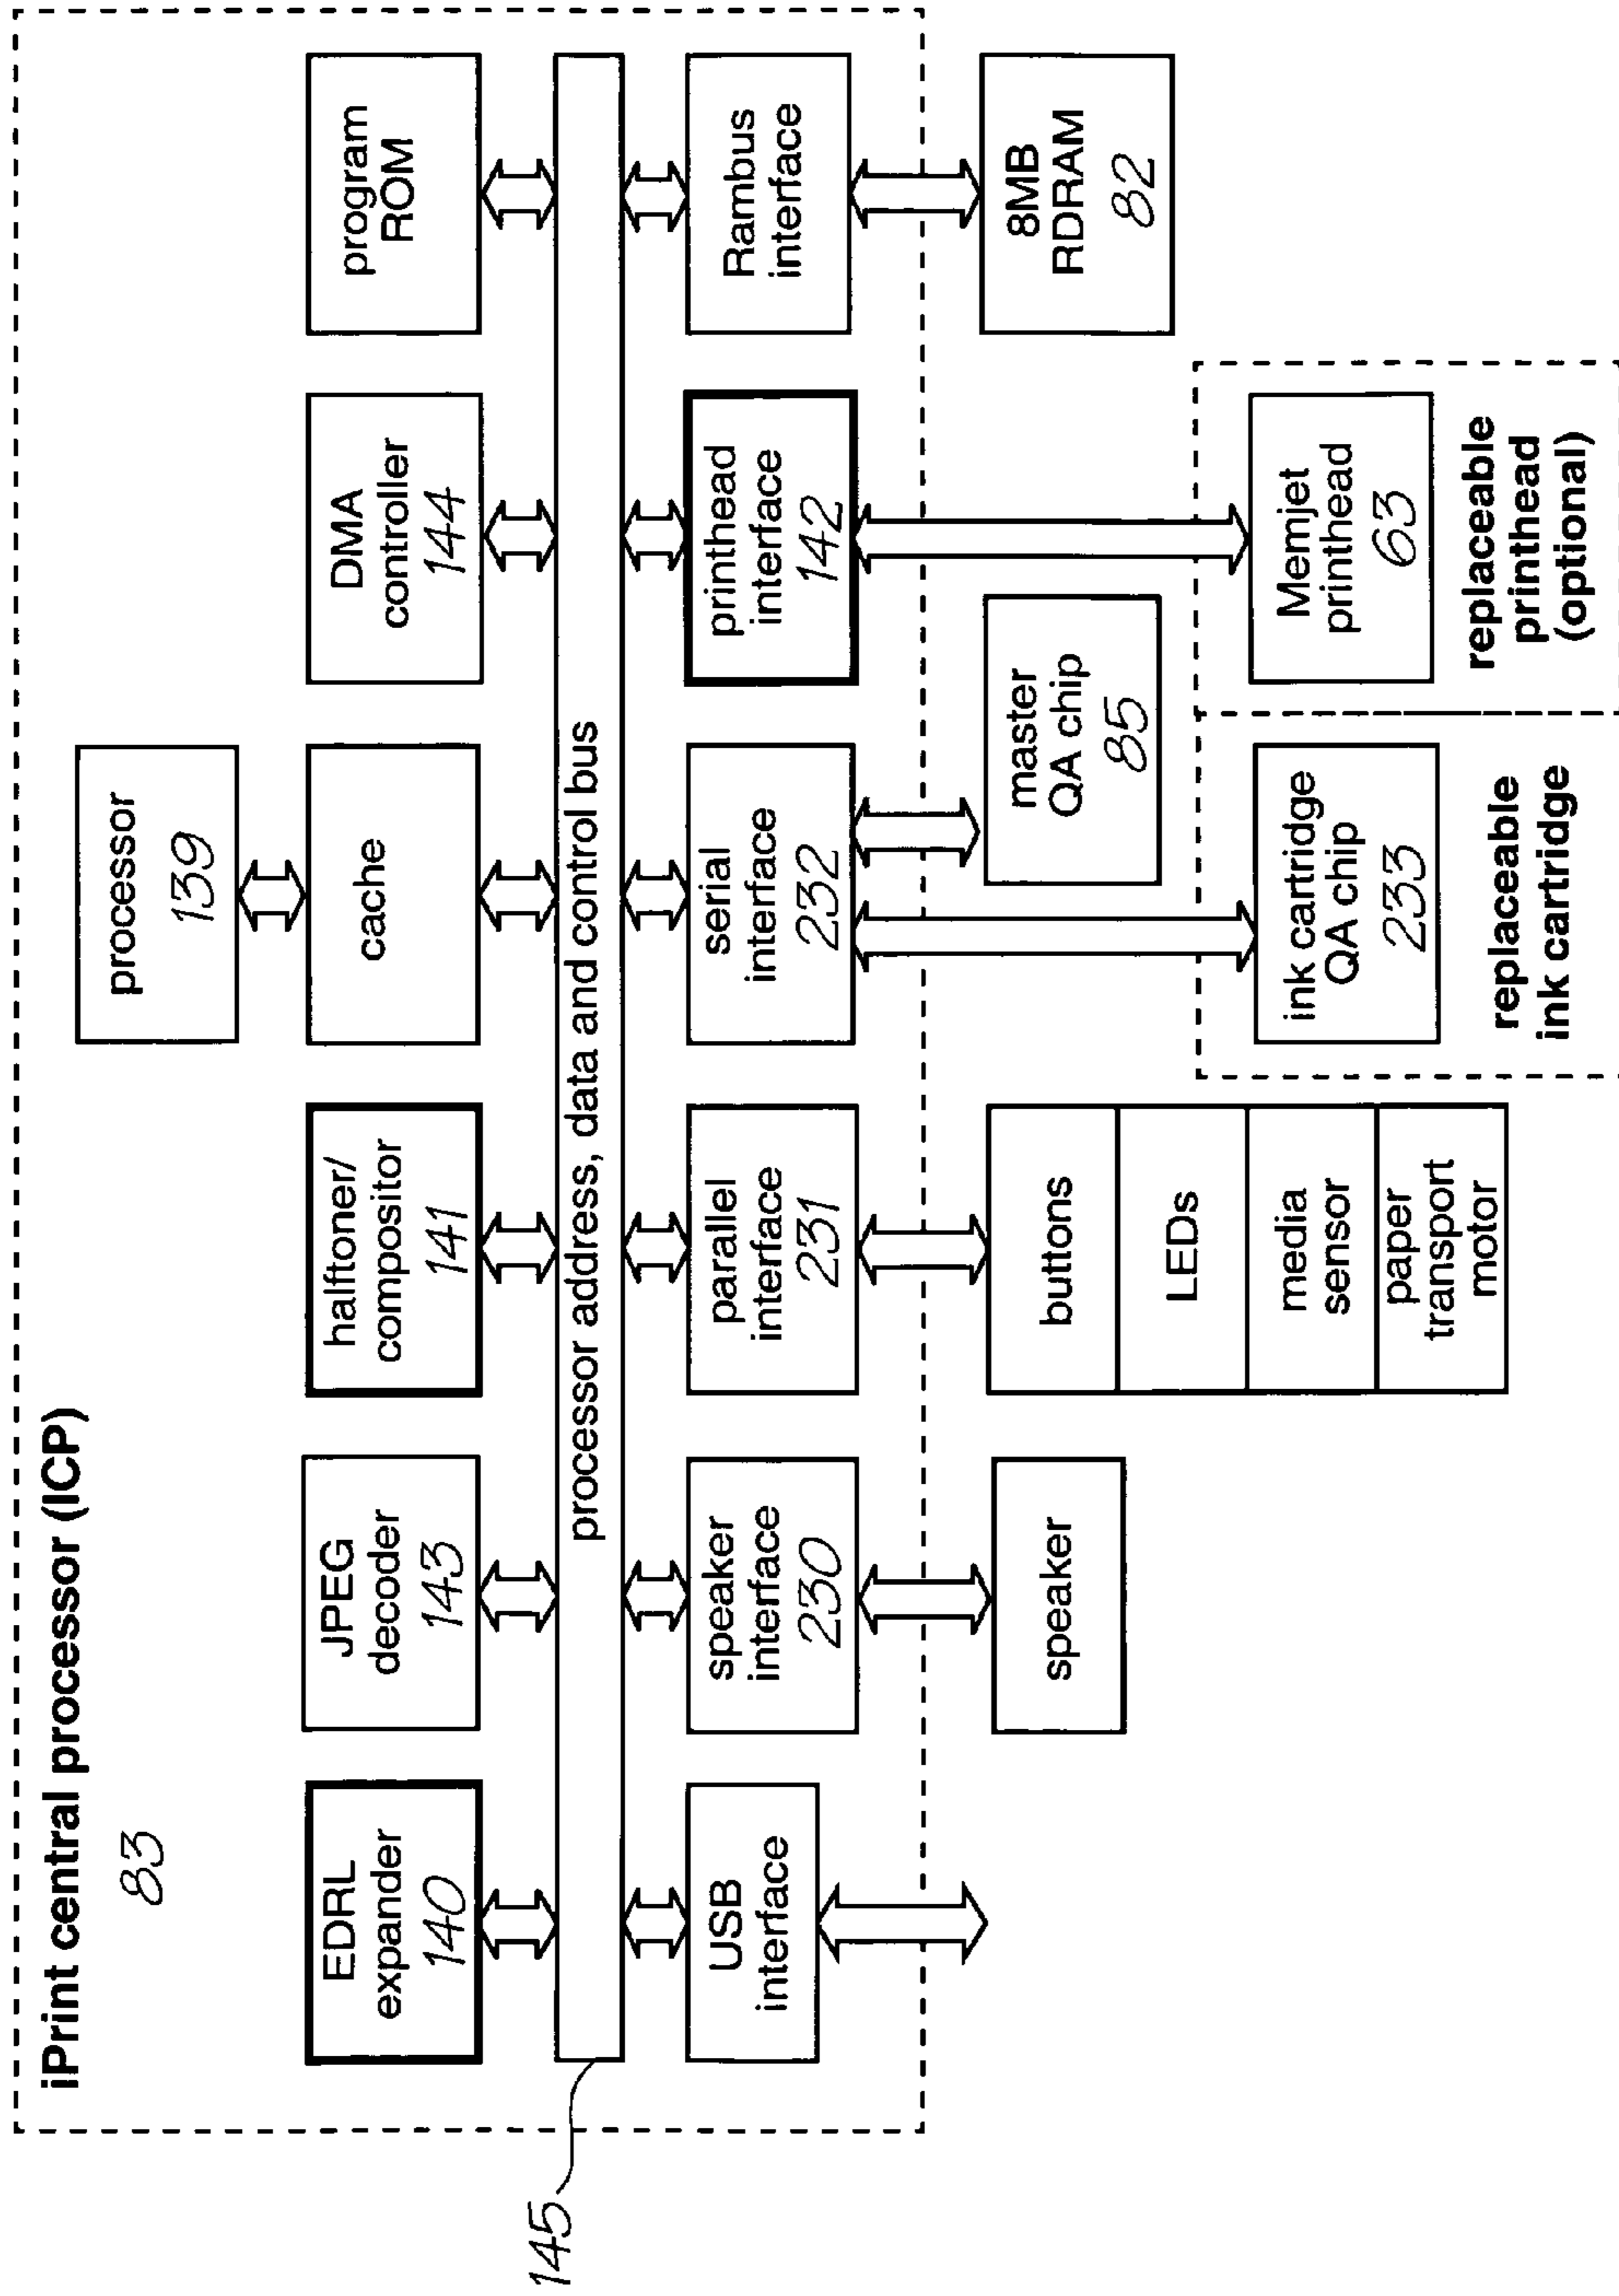 iPrint central processor (ICP)
83
processor
139
EDRL
expander
140
JPEG
decoder
143
halftoner/
compositor
141
cache
DMA
controller
144
program
ROM
145
processor address, data and control bus
USB
interface
speaker
interface
230
parallel
interface
231
serial
interface
232
printhead
interface
142
Rambus
interface
speaker
buttons
LEDs
media
sensor
paper
transport
motor
master
QA chip
85
8MB
RDRAM
82
ink cartridge
QA chip
233
replaceable
ink cartridge
Memjet
printhead
63
replaceable
printhead
(optional)